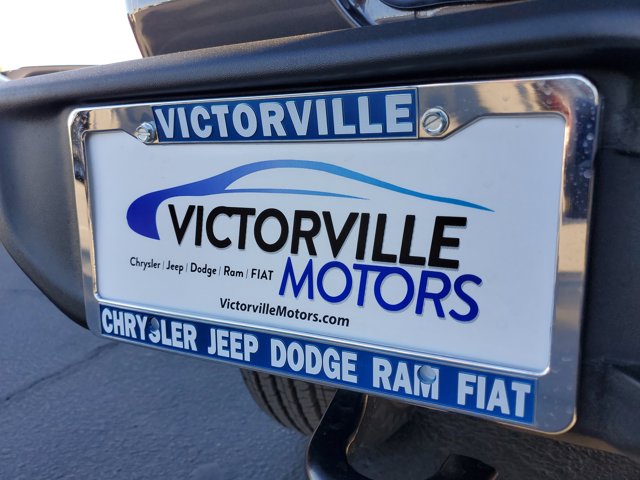 VICTORVILLE
VICTORVILLE
Chrysler | Jeep | Dodge | Ram | FIAT MOTORS
VictorvilleMotors.com
CHRYSLER JEEP DODGE RAM FIAT